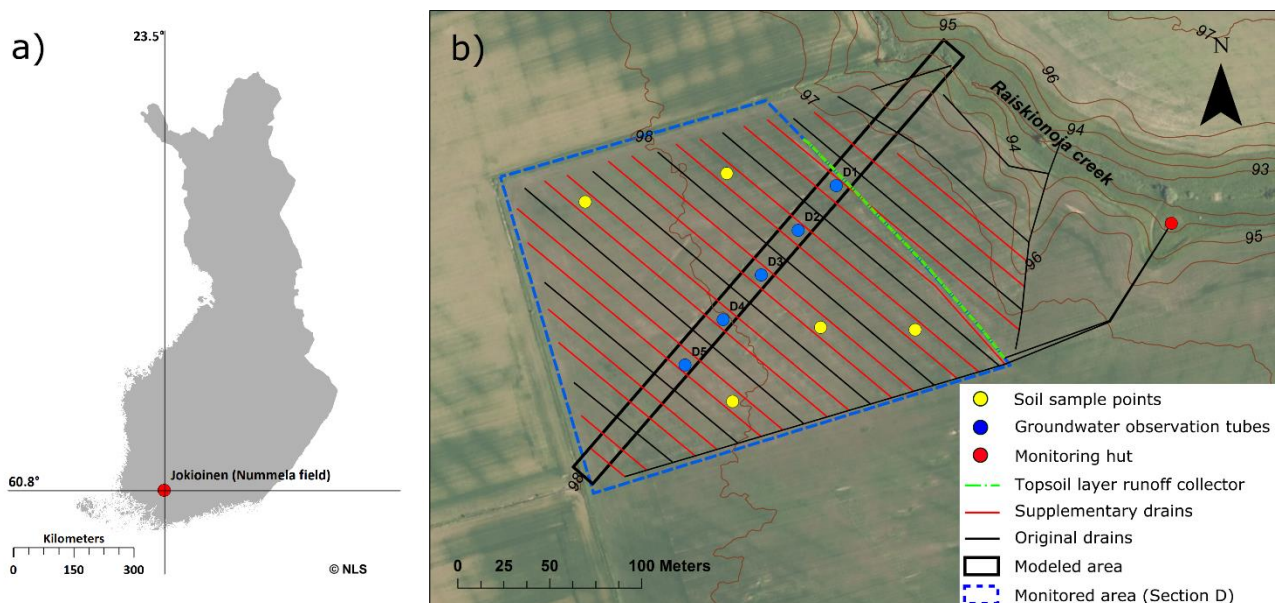 a)
23.5°
60.8°
Jokioinen (Nummela field)
Kilometers
0 150 300
© NLS
b)
95
97
N
96
97
Raiskionoja creek
94
94
98
93
D1
D2
95
96
D3
D4
D5
98
0 25 50 100 Meters
Soil sample points
Groundwater observation tubes
Monitoring hut
Topsoil layer runoff collector
Supplementary drains
Original drains
Modeled area
Monitored area (Section D)